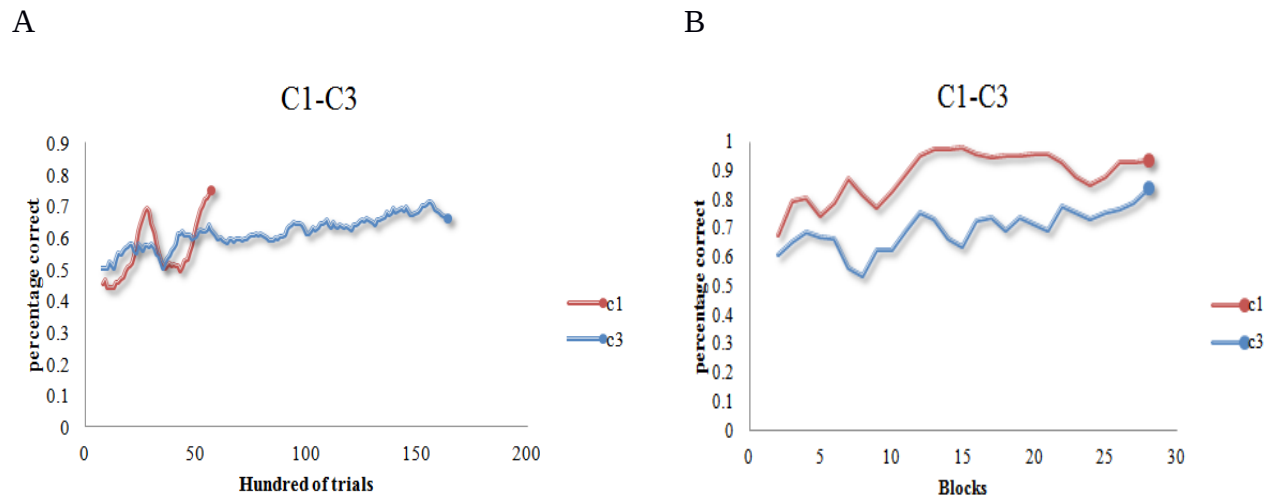 A
C1-C3
percentage correct
0.9
0.8
0.7
0.6
0.5
0.4
0.3
0.2
0.1
0
0 50 100 150 200
Hundred of trials
c1
c3
B
C1-C3
percentage correct
1
0.9
0.8
0.7
0.6
0.5
0.4
0.3
0.2
0.1
0
0 5 10 15 20 25 30
Blocks
c1
c3